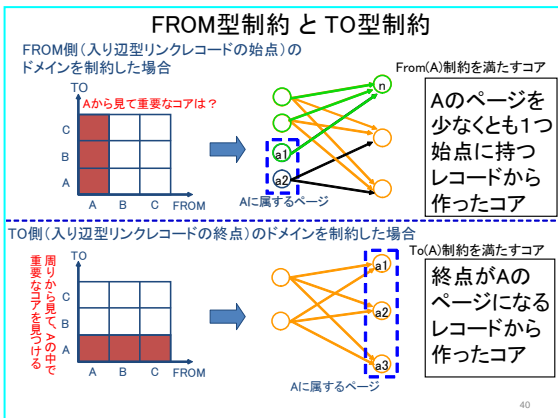 FROM型制約 と TO型制約
FROM側（入り辺型リンクレコードの始点）の
ドメインを制約した場合
TO
Aから見て重要なコアは？
C
B
A
A B C FROM
n
a1
a2
Aに属するページ
From(A)制約を満たすコア
Aのページを
少なくとも1つ
始点に持つ
レコードから
作ったコア
TO側（入り辺型リンクレコードの終点）のドメインを制約した場合
周りから見て、Aの中で
重要なコアを見つける
TO
C
B
A
A B C FROM
a1
a2
a3
Aに属するページ
To(A)制約を満たすコア
終点がAの
ページになる
レコードから
作ったコア
40